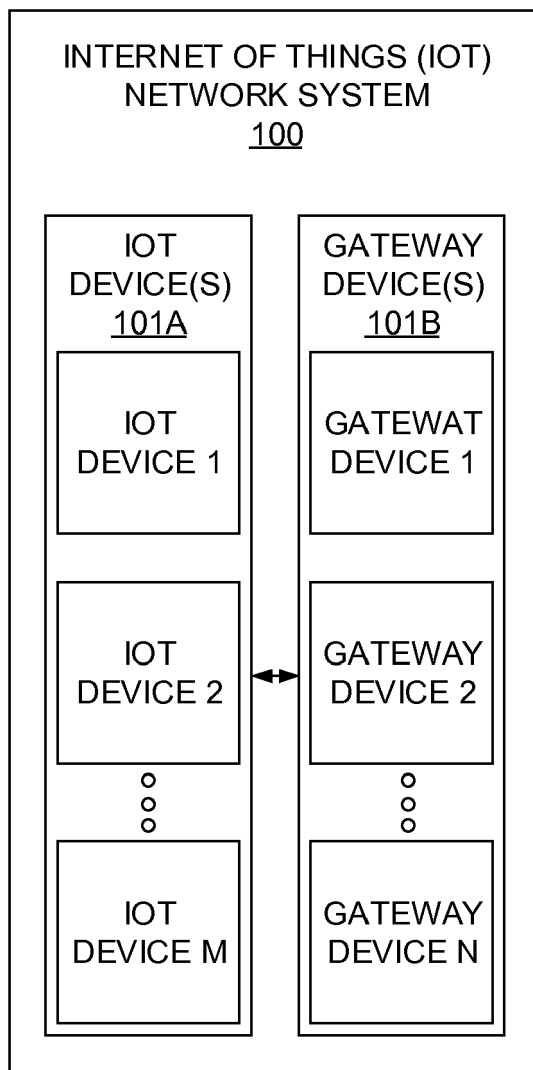 INTERNET OF THINGS (IOT)
NETWORK SYSTEM
100
IOT
DEVICE(S)
101A
IOT
DEVICE 1
IOT
DEVICE 2
IOT
DEVICE M
GATEWAY
DEVICE(S)
101B
GATEWAT
DEVICE 1
GATEWAY
DEVICE 2
GATEWAY
DEVICE N